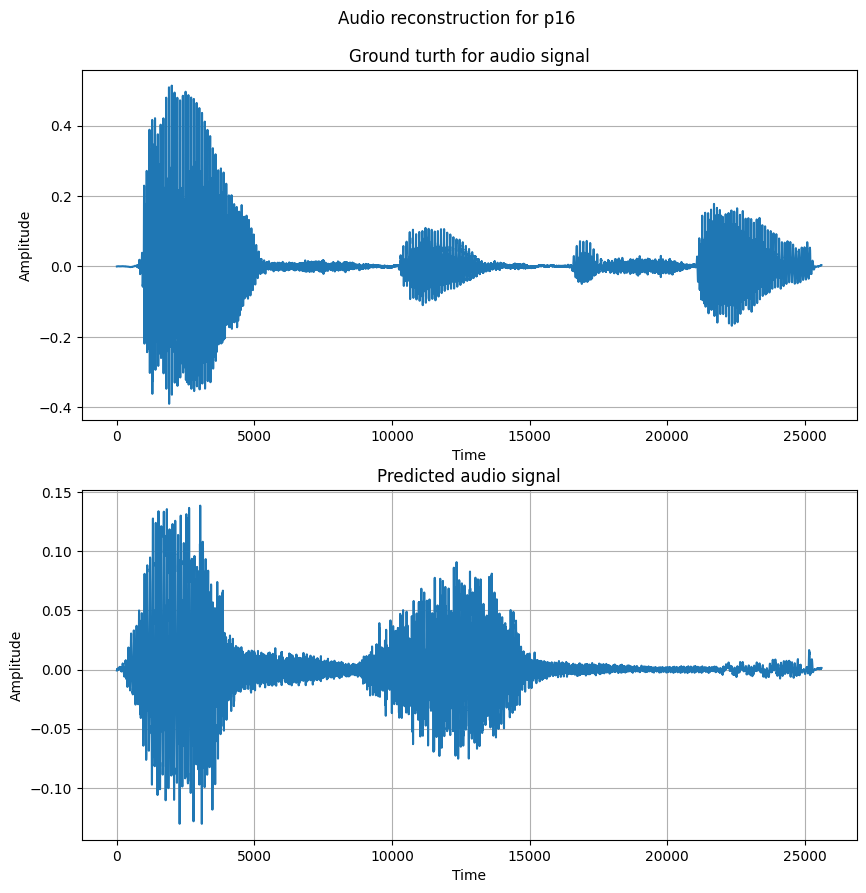 Audio reconstruction for p16
Ground turth for audio signal
0.4
0.2
0.0
−0.2
−0.4
Amplitude
0 5000 10000 15000 20000 25000
Time
Predicted audio signal
0.15
0.10
0.05
0.00
−0.05
−0.10
Amplitude
0 5000 10000 15000 20000 25000
Time